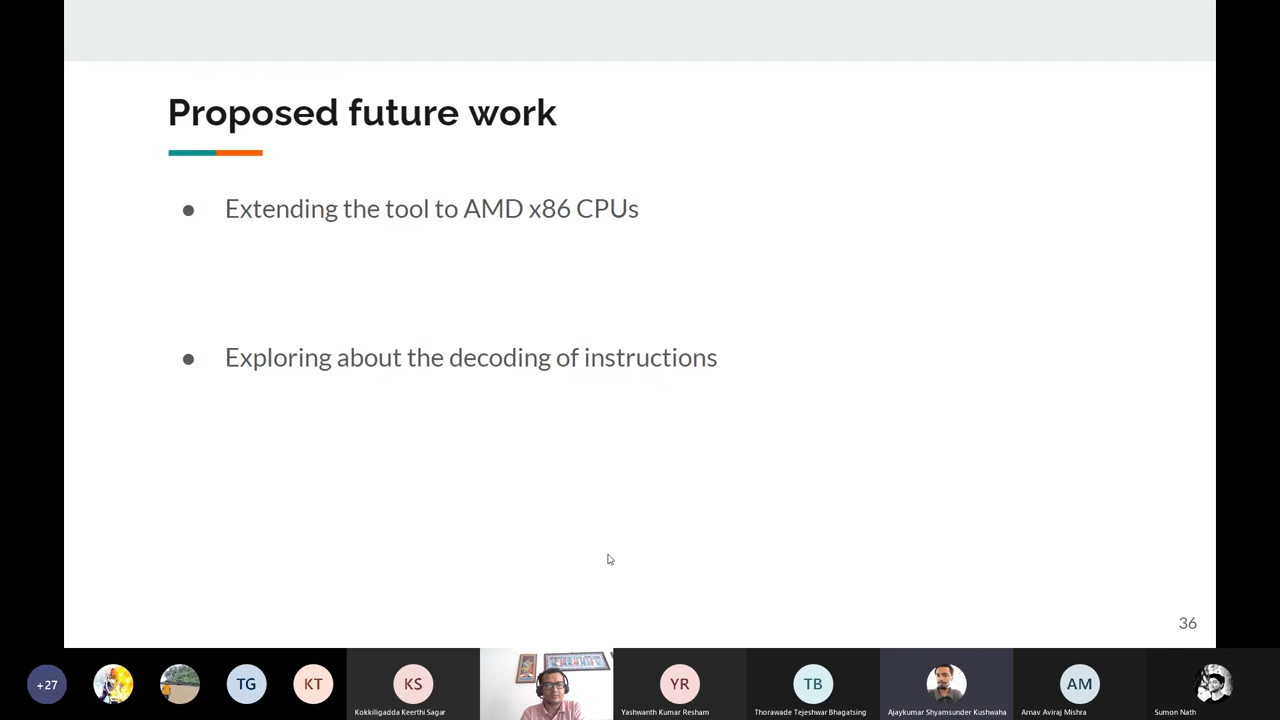 Proposed future work
● Extending the tool to AMD x86 CPUs
● Exploring about the decoding of instructions
36
+27
TG
KT
KS
Kokkiligadda Keerthi Sagar
YR
Yashwanth Kumar Resham
TB
Thorawade Tejeshwar Bhagatsing
Ajaykumar Shyamsunder Kushwaha
AM
Arnav Aviraj Mishra
Sumon Nath